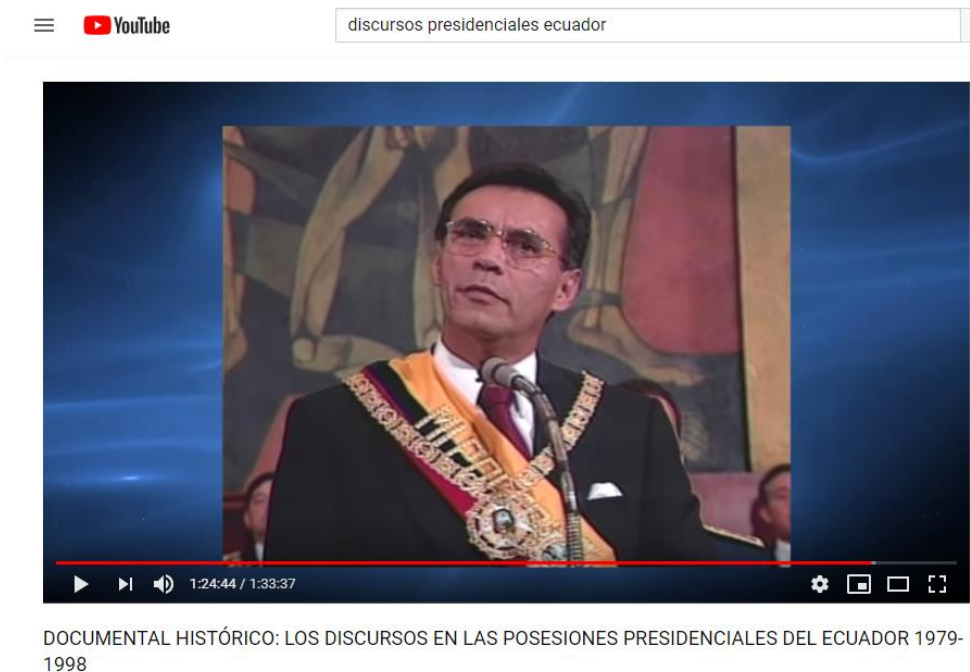 YouTube
discursos presidenciales ecuador
1:24:44 / 1:33:37
DOCUMENTAL HISTÓRICO: LOS DISCURSOS EN LAS POSESIONES PRESIDENCIALES DEL ECUADOR 1979-
1998